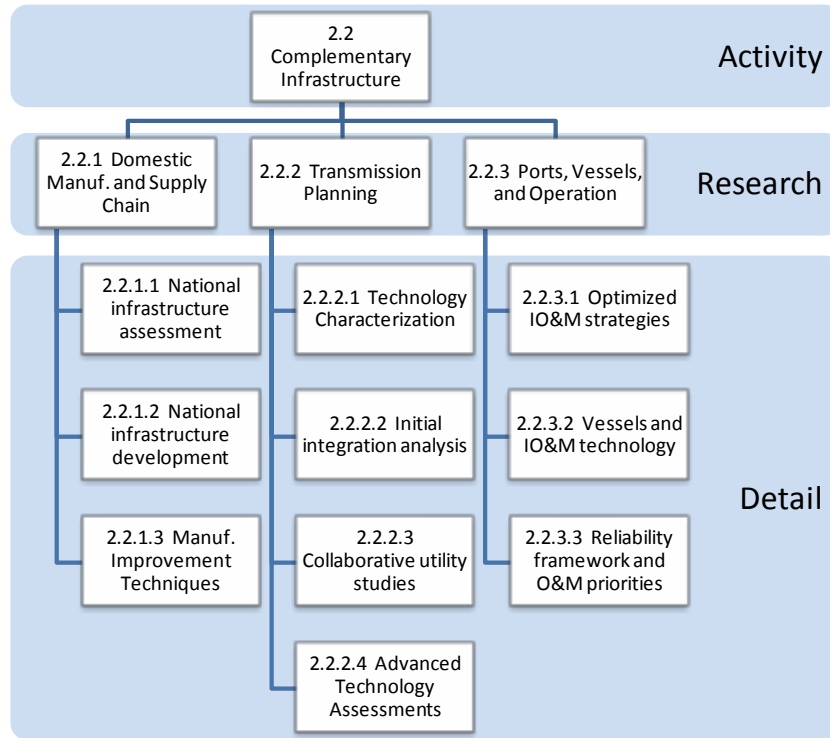 2.2
Complementary
Infrastructure
Activity
2.2.1 Domestic
Manuf. and Supply
Chain
2.2.2 Transmission
Planning
2.2.3 Ports, Vessels,
and Operation
Research
2.2.1.1 National
infrastructure
assessment
2.2.2.1 Technology
Characterization
2.2.3.1 Optimized
IO&M strategies
2.2.1.2 National
infrastructure
development
2.2.2.2 Initial
integration analysis
2.2.3.2 Vessels and
IO&M technology
Detail
2.2.1.3 Manuf.
Improvement
Techniques
2.2.2.3
Collaborative utility
studies
2.2.3.3 Reliability
framework and
O&M priorities
2.2.2.4 Advanced
Technology
Assessments